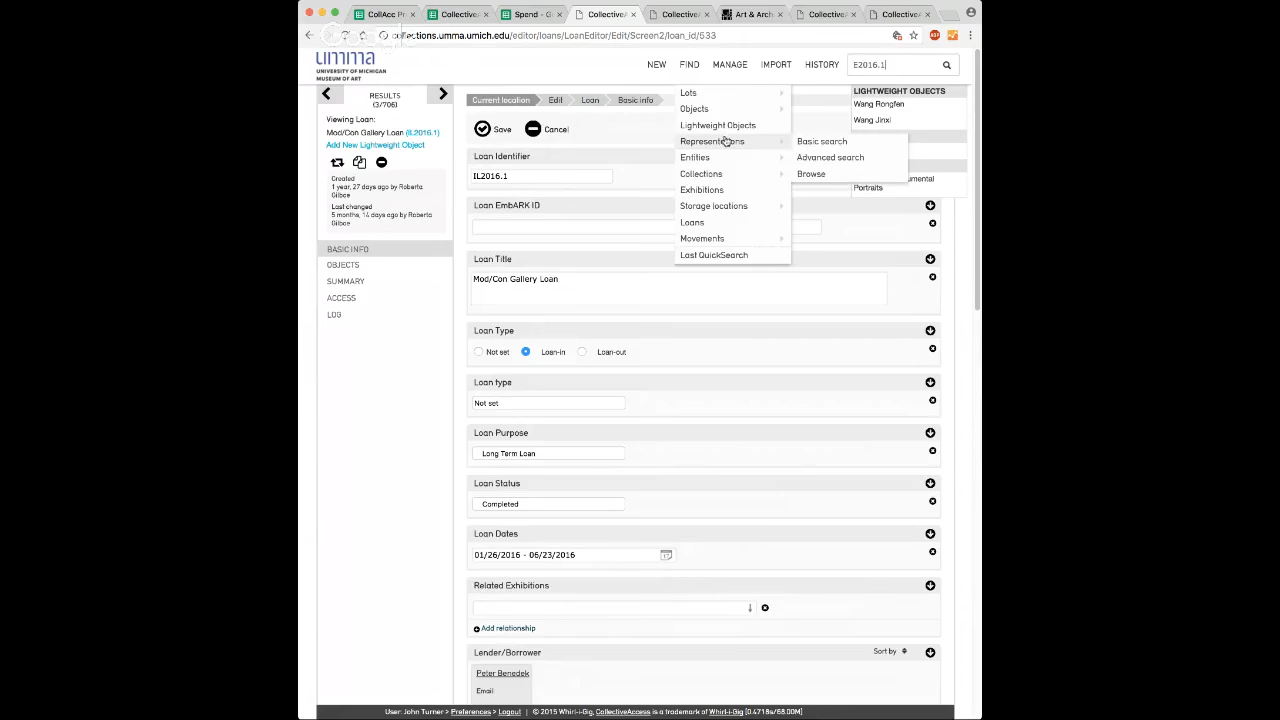 CollAcc Pr
Collective
Spend - G
CollectiveA
CollectiveA
Art & Arch
CollectiveA
CollectiveA
collections.umma.umich.edu/editor/loans/LoanEditor/Edit/Screen2/loan_id/533
umma
UNIVERSITY OF MICHIGAN
MUSEUM OF ART
NEW FIND MANAGE IMPORT HISTORY E2016.1
RESULTS
(3/706)
Viewing Loan:
Mod/Con Gallery Loan (IL2016.1)
Add New Lightweight Object
Created
1 year, 27 days ago by Roberta
Gilboe
Last changed
5 months, 14 days ago by Roberta
Gilboe
BASIC INFO
OBJECTS
SUMMARY
ACCESS
LOG
Current location Edit Loan Basic info
Save Cancel
Lots
Objects
Lightweight Objects
Representations
Entities
Collections
Exhibitions
Storage locations
Loans
Movements
Last QuickSearch
Basic search
Advanced search
Browse
LIGHTWEIGHT OBJECTS
Wang Rongfen
Wang Jinxi
Portraits
Loan Identifier
IL2016.1
Loan EmbARK ID
Loan Title
Mod/Con Gallery Loan
Loan Type
Not set Loan-in Loan-out
Loan type
Not set
Loan Purpose
Long Term Loan
Loan Status
Completed
Loan Dates
01/26/2016 - 06/23/2016
Related Exhibitions
Add relationship
Lender/Borrower Sort by
Peter Benedek
Email
User: John Turner > Preferences > Logout | © 2015 Whirl-i-Gig, CollectiveAccess is a trademark of Whirl-i-Gig [0.4718s/68.00M]